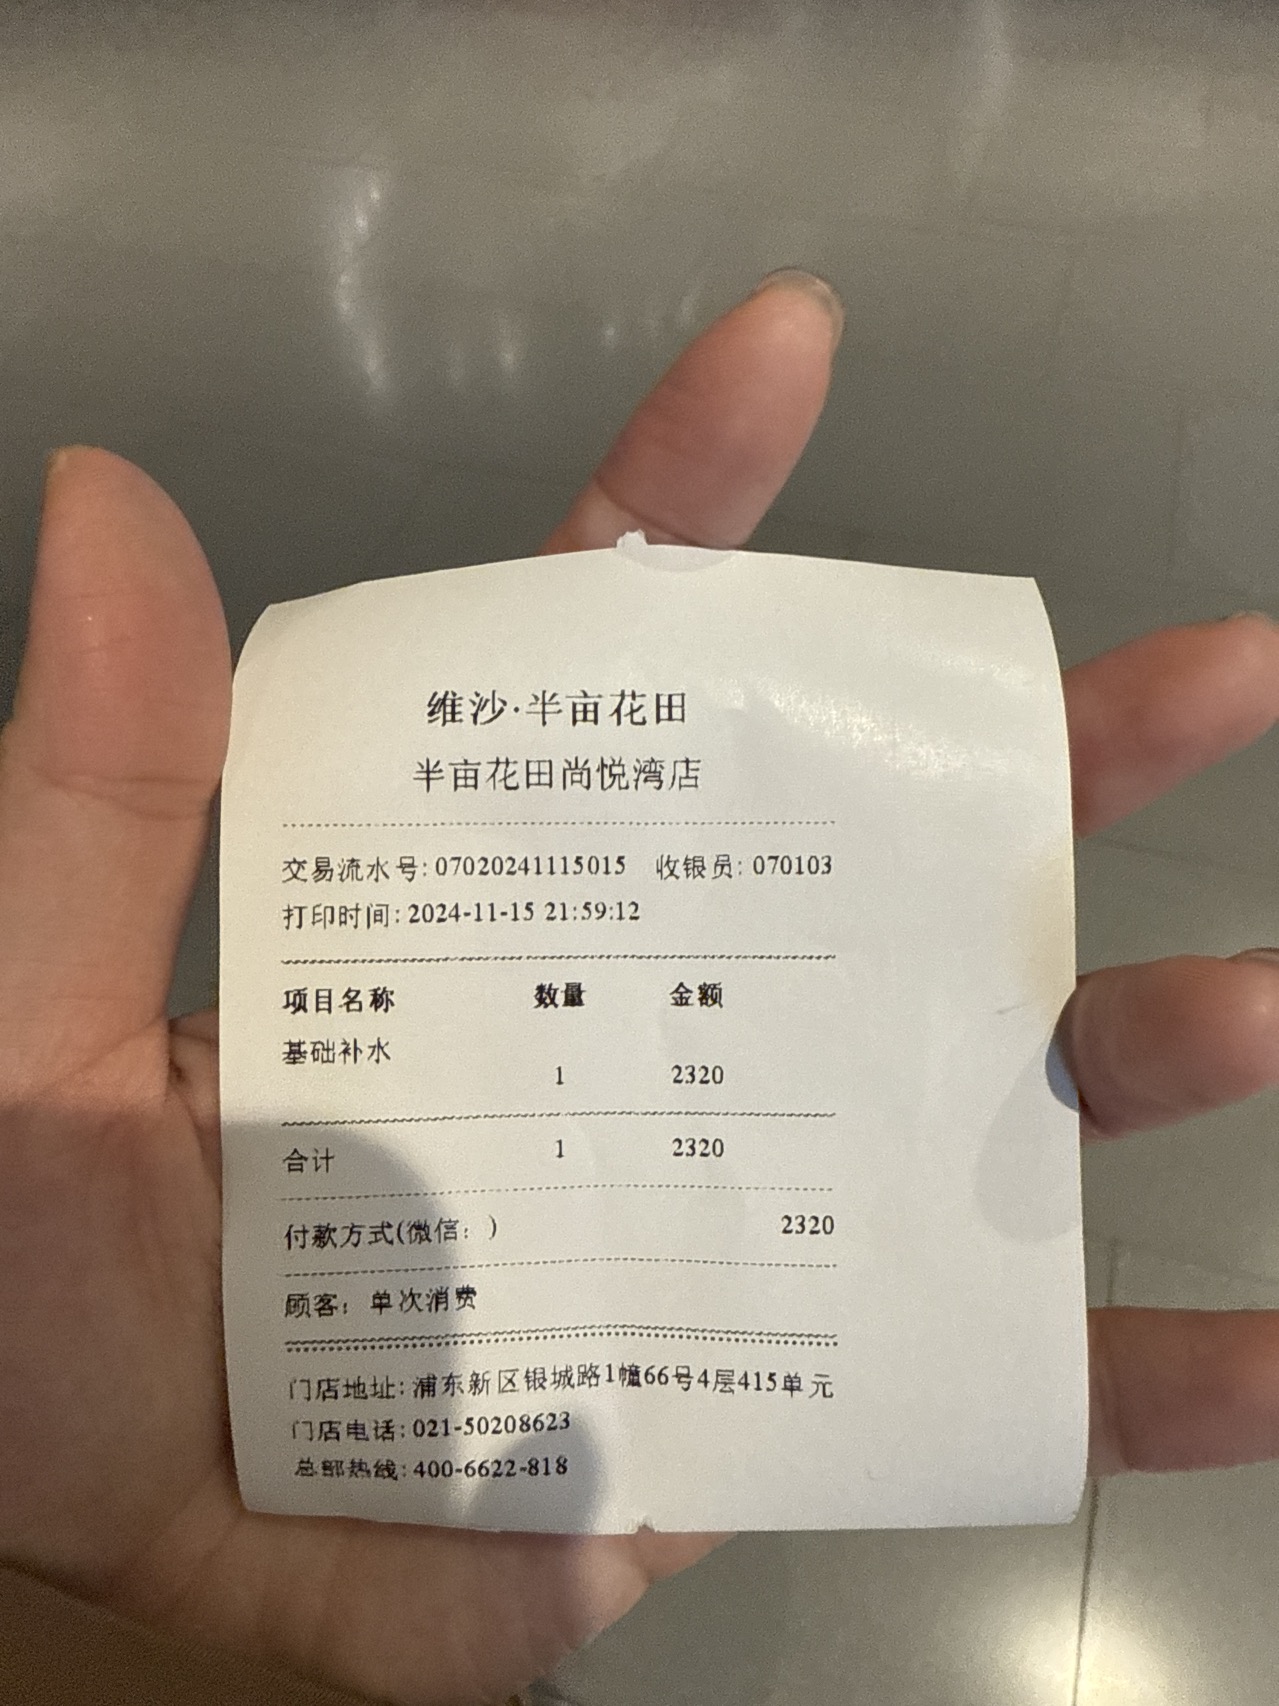 维沙·半亩花田
半亩花田尚悦湾店
交易流水号:07020241115015 收银员:070103
打印时间:2024-11-15 21:59:12
项目名称 数量 金额
基础补水
1 2320
合计 1 2320
付款方式(微信: ) 2320
顾客: 单次消费
门店地址:浦东新区银城路1幢66号4层415单元
门店电话:021-50208623
总部热线:400-6622-818